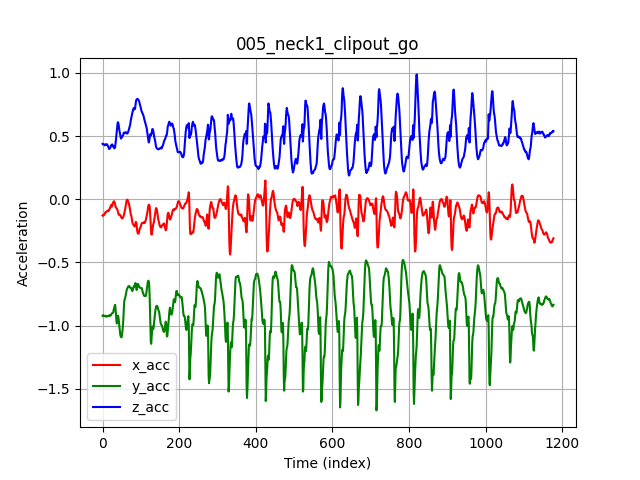 005_neck1_clipout_go
1.0
0.5
0.0
−0.5
−1.0
−1.5
Acceleration
x_acc
y_acc
z_acc
0 200 400 600 800 1000 1200
Time (index)